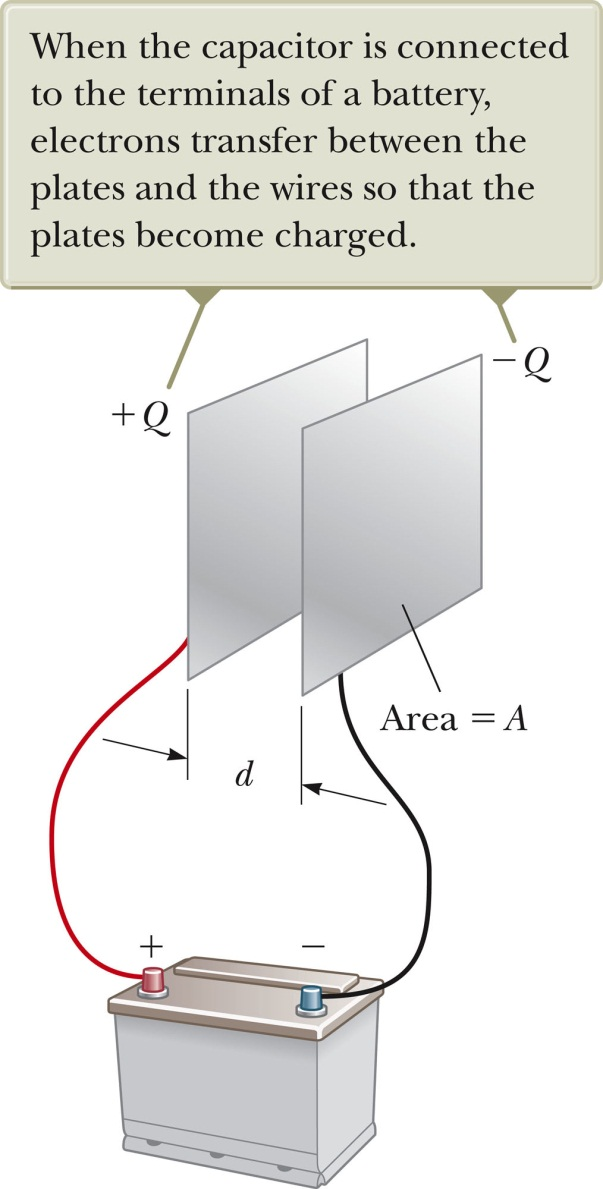 When the capacitor is connected
to the terminals of a battery,
electrons transfer between the
plates and the wires so that the
plates become charged.
−Q
+Q
Area = A
d
+ −